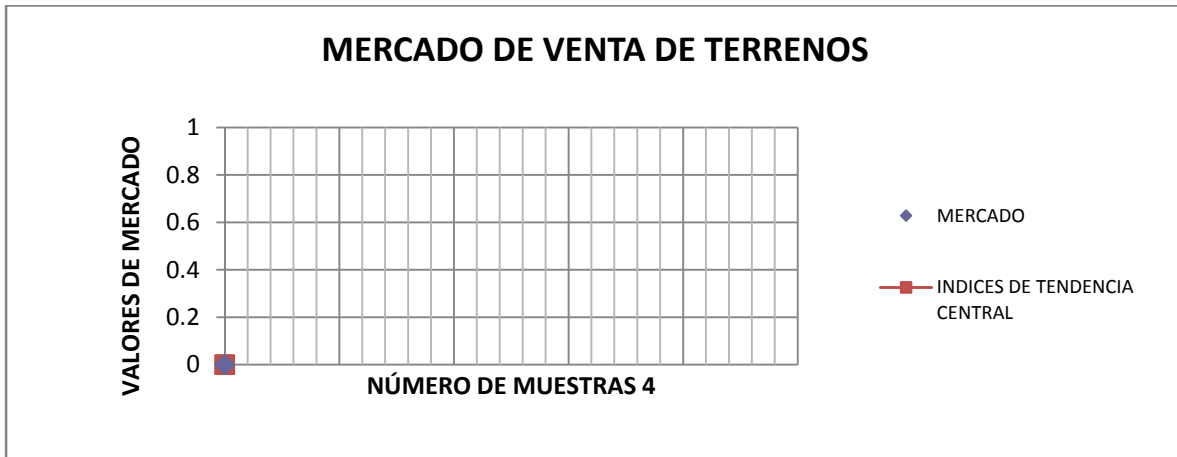 MERCADO DE VENTA DE TERRENOS
VALORES DE MERCADO
1
0.8
0.6
0.4
0.2
0
NÚMERO DE MUESTRAS 4
MERCADO
INDICES DE TENDENCIA
CENTRAL